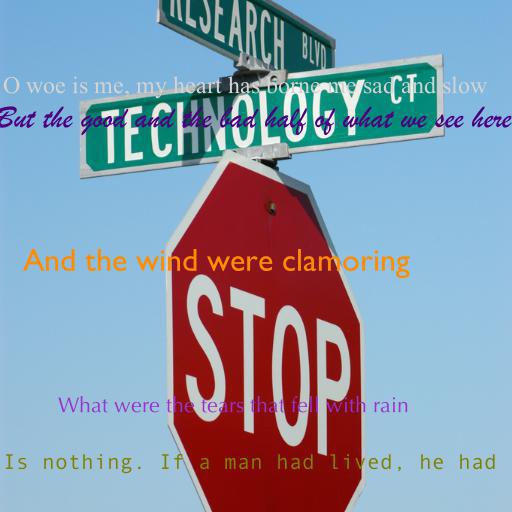 RESEARCH BLVD
O woe is me, my heart has borne me sad and slow
TECHNOLOGY CT
But the good and the bad half of what we see here
And the wind were clamoring
STOP
What were the tears that fell with rain
Is nothing. If a man had lived, he had